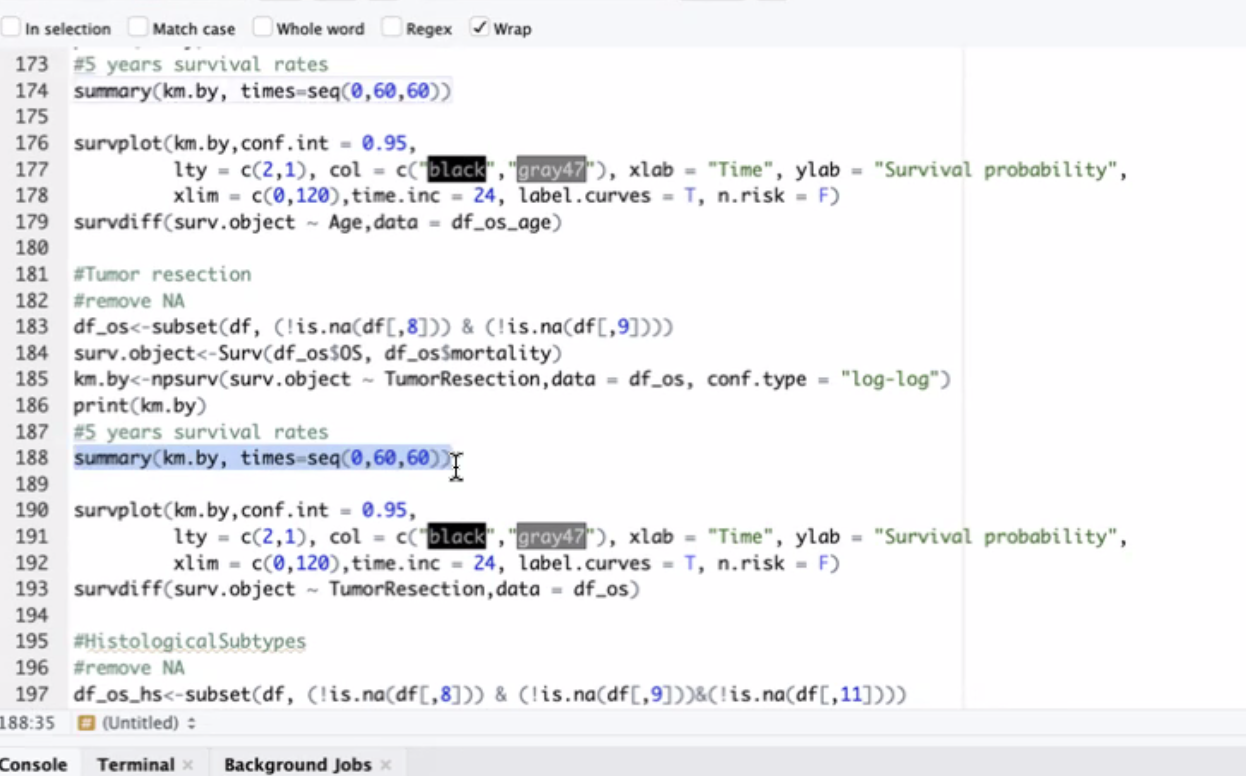 In selection Match case Whole word Regex Wrap
173 #5 years survival rates
174 summary(km.by, times=seq(0,60,60))
175
176 survplot(km.by,conf.int = 0.95,
177 lty = c(2,1), col = c("black","gray47"), xlab = "Time", ylab = "Survival probability",
178 xlim = c(0,120),time.inc = 24, label.curves = T, n.risk = F)
179 survdiff(surv.object ~ Age,data = df_os_age)
180
181 #Tumor resection
182 #remove NA
183 df_os<-subset(df, (!is.na(df[,8])) & (!is.na(df[,9])))
184 surv.object<-Surv(df_os$OS, df_os$mortality)
185 km.by<-npsurv(surv.object ~ TumorResection,data = df_os, conf.type = "log-log")
186 print(km.by)
187 #5 years survival rates
188 summary(km.by, times=seq(0,60,60))
189
190 survplot(km.by,conf.int = 0.95,
191 lty = c(2,1), col = c("black","gray47"), xlab = "Time", ylab = "Survival probability",
192 xlim = c(0,120),time.inc = 24, label.curves = T, n.risk = F)
193 survdiff(surv.object ~ TumorResection,data = df_os)
194
195 #HistologicalSubtypes
196 #remove NA
197 df_os_hs<-subset(df, (!is.na(df[,8])) & (!is.na(df[,9]))&(!is.na(df[,11])))
188:35 # (Untitled)
Console Terminal × Background Jobs ×